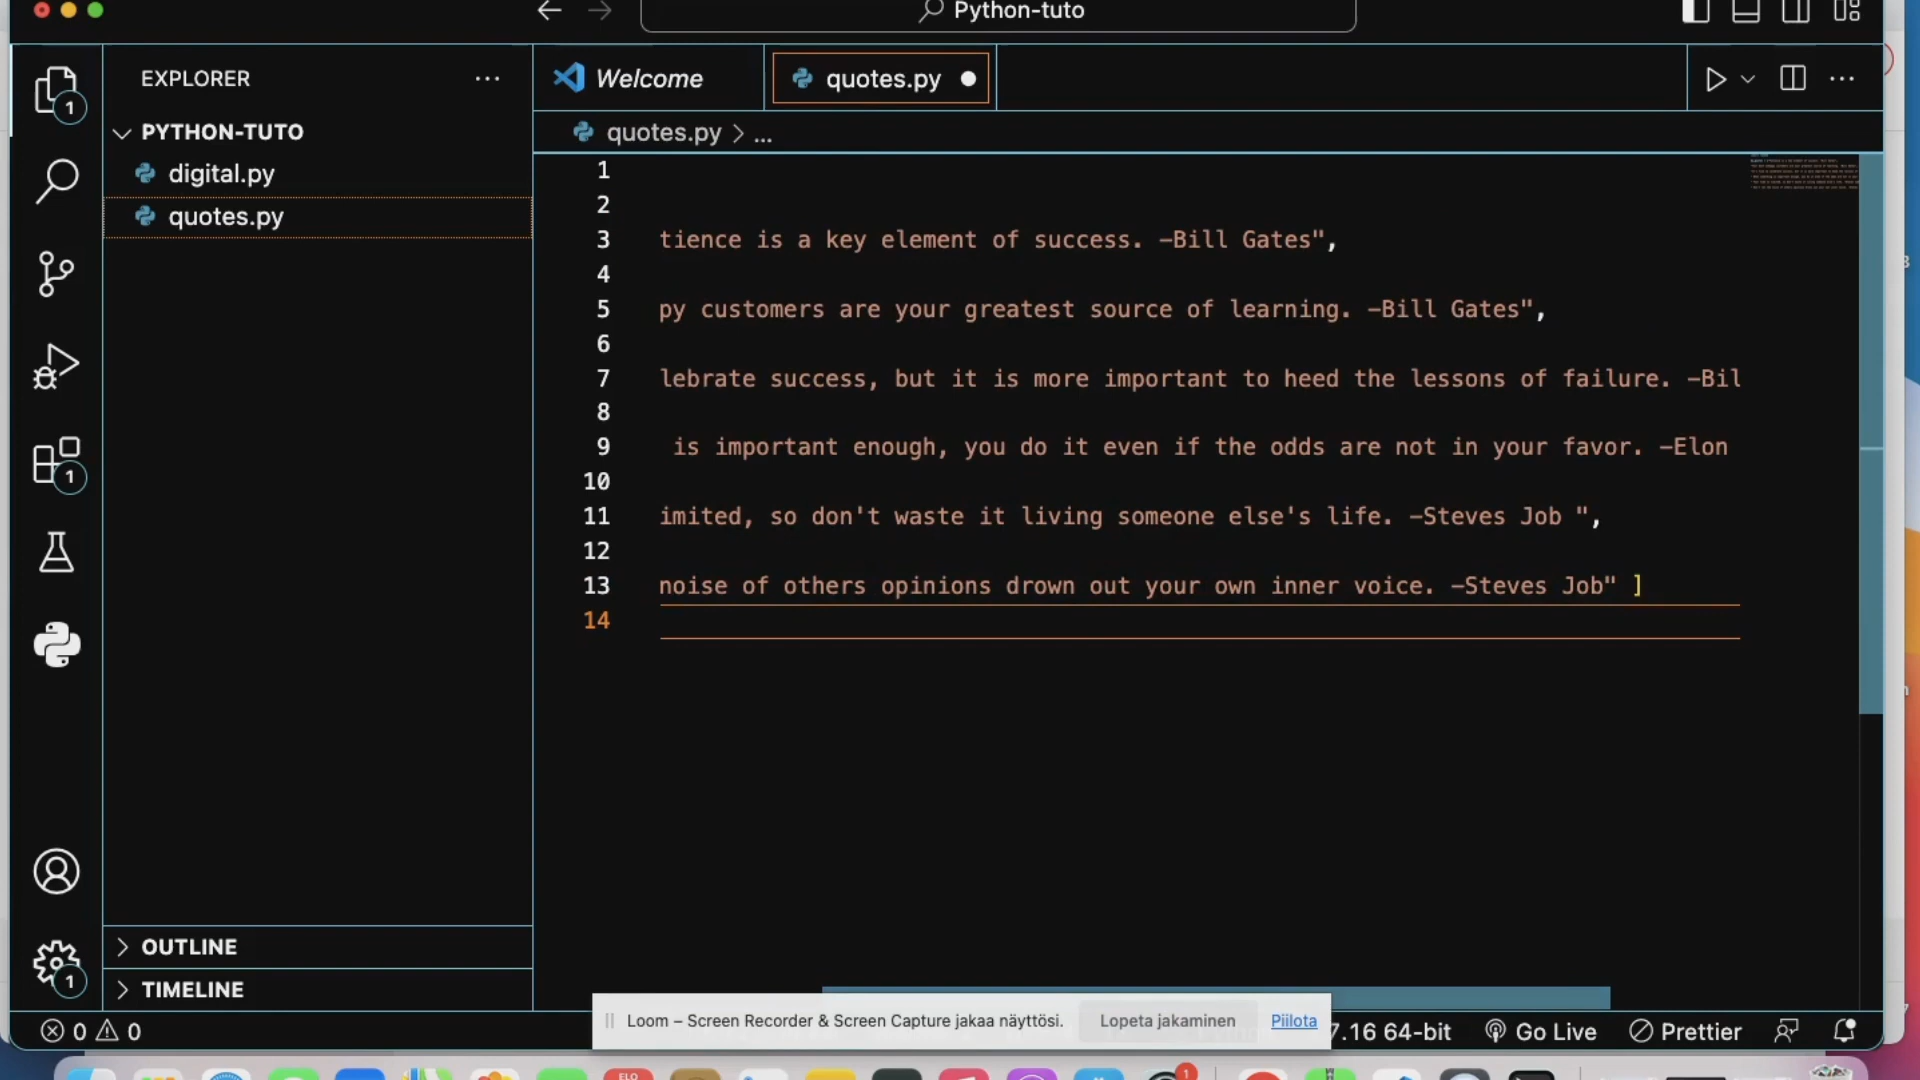 Python-tuto
EXPLORER
Welcome
quotes.py
PYTHON-TUTO
quotes.py > ...
digital.py
quotes.py
1
1
2
3 tience is a key element of success. -Bill Gates",
4
5 py customers are your greatest source of learning. -Bill Gates",
6
7 lebrate success, but it is more important to heed the lessons of failure. -Bil
8
9 is important enough, you do it even if the odds are not in your favor. -Elon
10
11 imited, so don't waste it living someone else's life. -Steves Job ",
12
13 noise of others opinions drown out your own inner voice. -Steves Job" ]
14
1
OUTLINE
TIMELINE
1
0 0
Loom – Screen Recorder & Screen Capture jakaa näyttösi.
Lopeta jakaminen
Piilota
7.16 64-bit
Go Live
Prettier
ELO
1